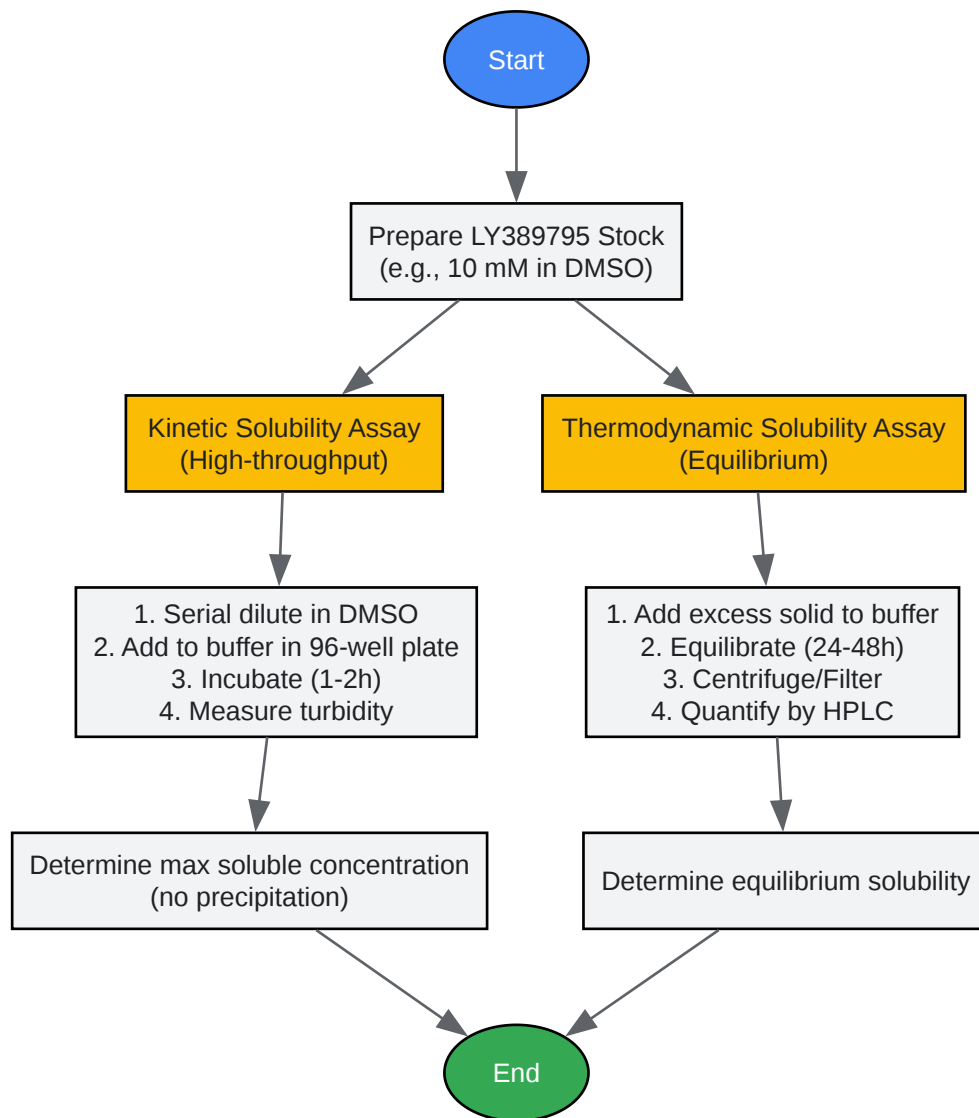 Start
Prepare LY389795 Stock
(e.g., 10 mM in DMSO)
Kinetic Solubility Assay
(High-throughput)
Thermodynamic Solubility Assay
(Equilibrium)
1. Serial dilute in DMSO
2. Add to buffer in 96-well plate
3. Incubate (1-2h)
4. Measure turbidity
1. Add excess solid to buffer
2. Equilibrate (24-48h)
3. Centrifuge/Filter
4. Quantify by HPLC
Determine max soluble concentration
(no precipitation)
Determine equilibrium solubility
End